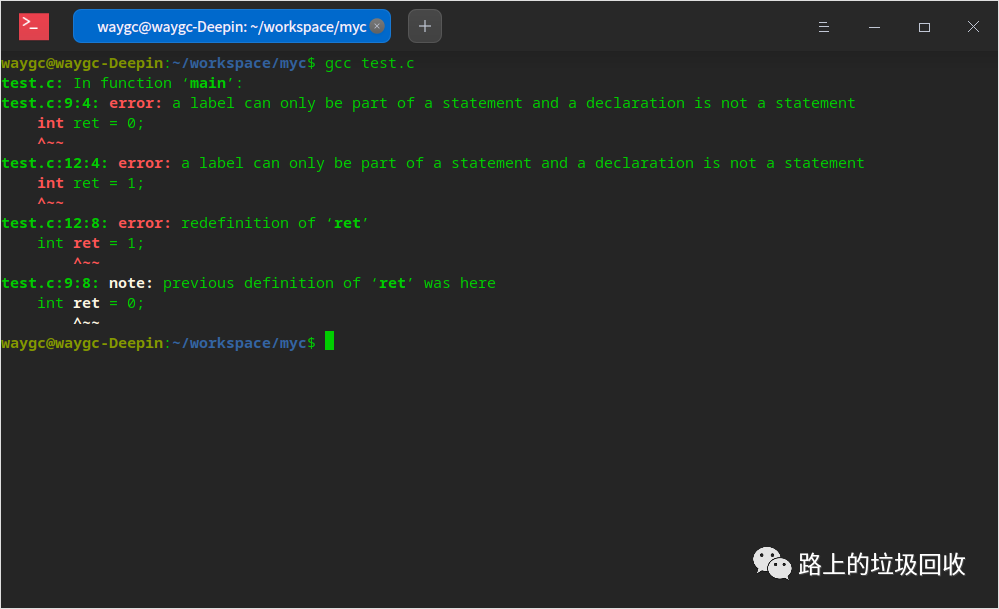 waygc@waygc-Deepin: ~/workspace/myc
waygc@waygc-Deepin:~/workspace/myc$ gcc test.c
test.c: In function ‘main’:
test.c:9:4: error: a label can only be part of a statement and a declaration is not a statement
    int ret = 0;
    ^~~
test.c:12:4: error: a label can only be part of a statement and a declaration is not a statement
    int ret = 1;
    ^~~
test.c:12:8: error: redefinition of ‘ret’
    int ret = 1;
        ^~~
test.c:9:8: note: previous definition of ‘ret’ was here
    int ret = 0;
        ^~~
waygc@waygc-Deepin:~/workspace/myc$
路上的垃圾回收